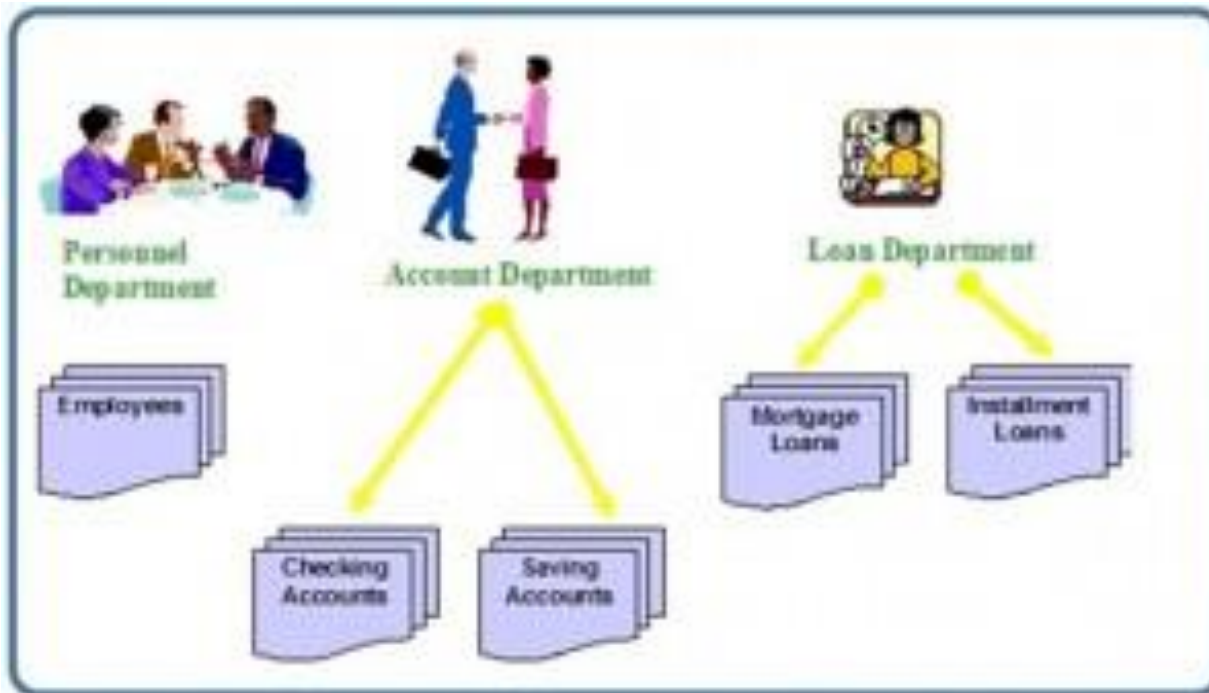 Personnel
Department
Account Department
Loan Department
Employees
Mortgage
Loans
Installment
Loans
Checking
Accounts
Saving
Accounts